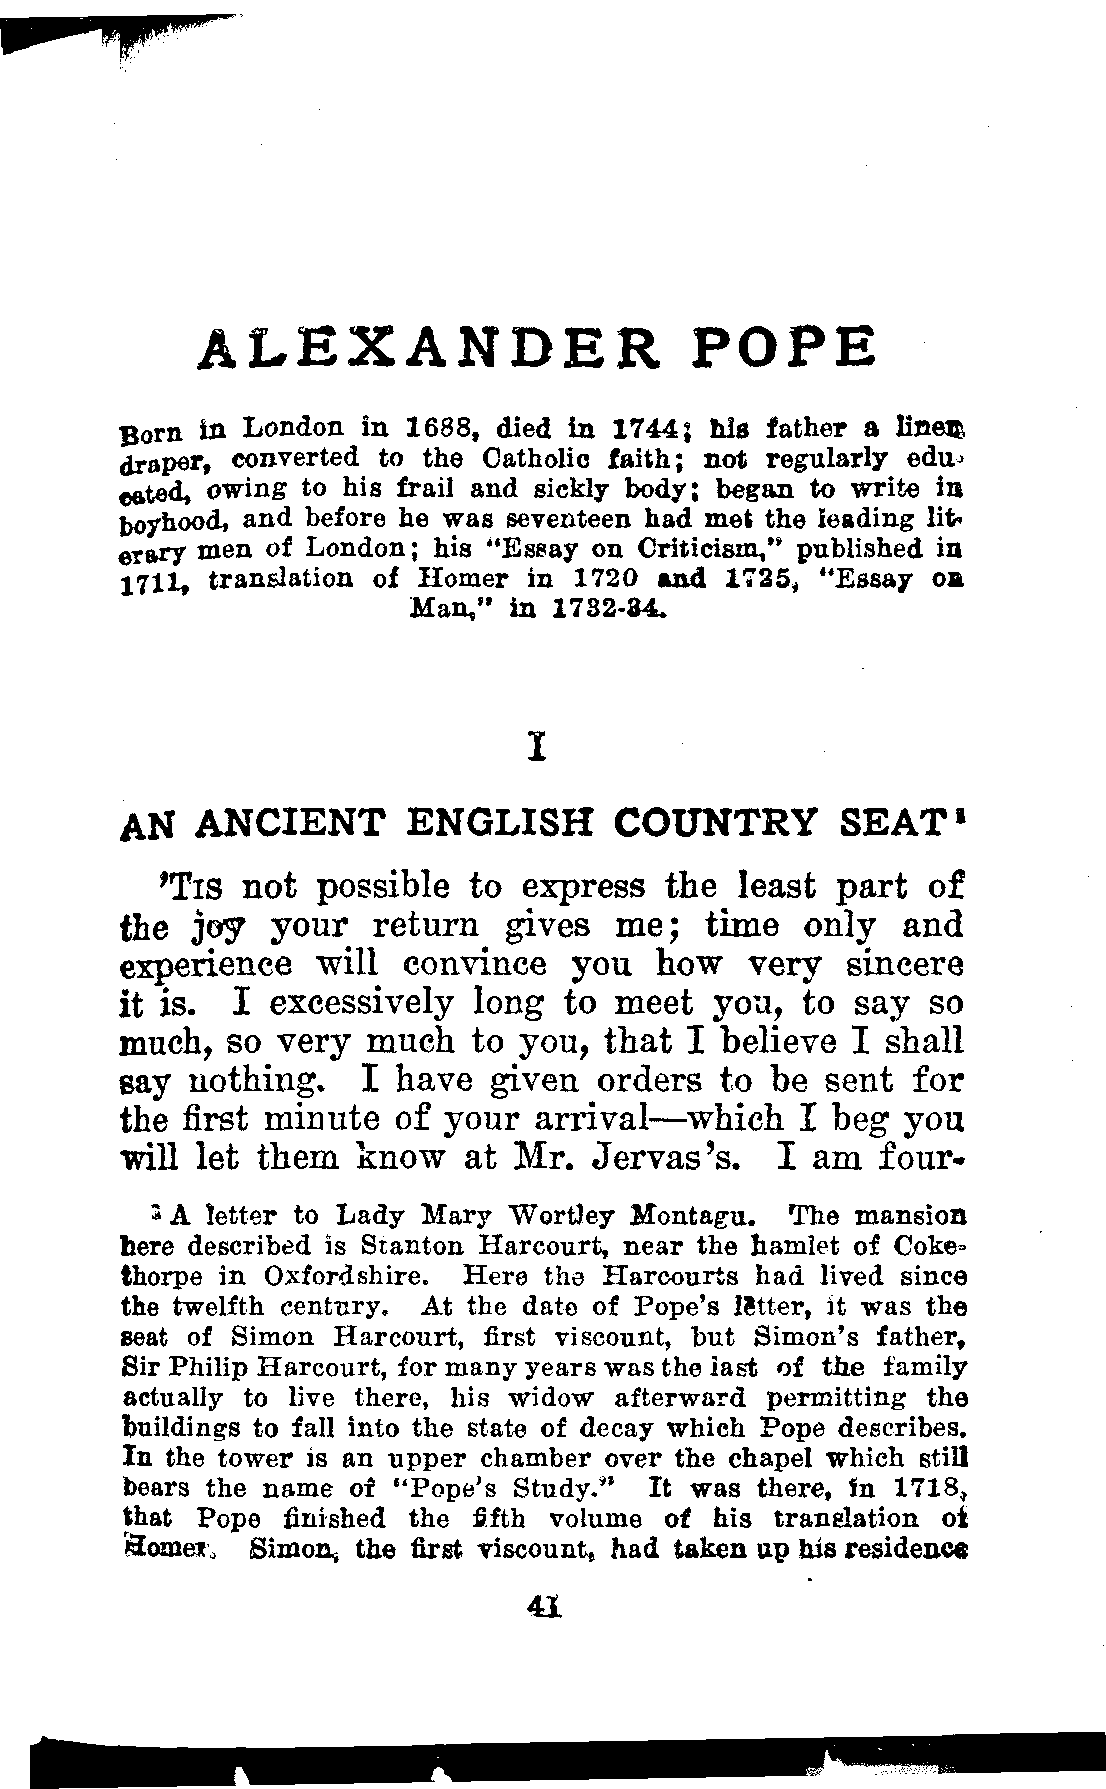 ALEXANDER POPE
Born in London in 1688, died in 1744; his father a linen
draper, converted to the Catholic faith; not regularly edu-
cated, owing to his frail and sickly body; began to write in
boyhood, and before he was seventeen had met the leading lit-
erary men of London; his "Essay on Criticism," published in
1711, translation of Homer in 1720 and 1725, "Essay on
Man," in 1732-34.
I
AN ANCIENT ENGLISH COUNTRY SEAT¹
'TIS not possible to express the least part of
the joy your return gives me; time only and
experience will convince you how very sincere
it is. I excessively long to meet you, to say so
much, so very much to you, that I believe I shall
say nothing. I have given orders to be sent for
the first minute of your arrival—which I beg you
will let them know at Mr. Jervas's. I am four-
¹ A letter to Lady Mary Wortley Montagu. The mansion
here described is Stanton Harcourt, near the hamlet of Coke-
thorpe in Oxfordshire. Here the Harcourts had lived since
the twelfth century. At the date of Pope's letter, it was the
seat of Simon Harcourt, first viscount, but Simon's father,
Sir Philip Harcourt, for many years was the last of the family
actually to live there, his widow afterward permitting the
buildings to fall into the state of decay which Pope describes.
In the tower is an upper chamber over the chapel which still
bears the name of "Pope's Study." It was there, in 1718,
that Pope finished the fifth volume of his translation of
Homer. Simon, the first viscount, had taken up his residence
41